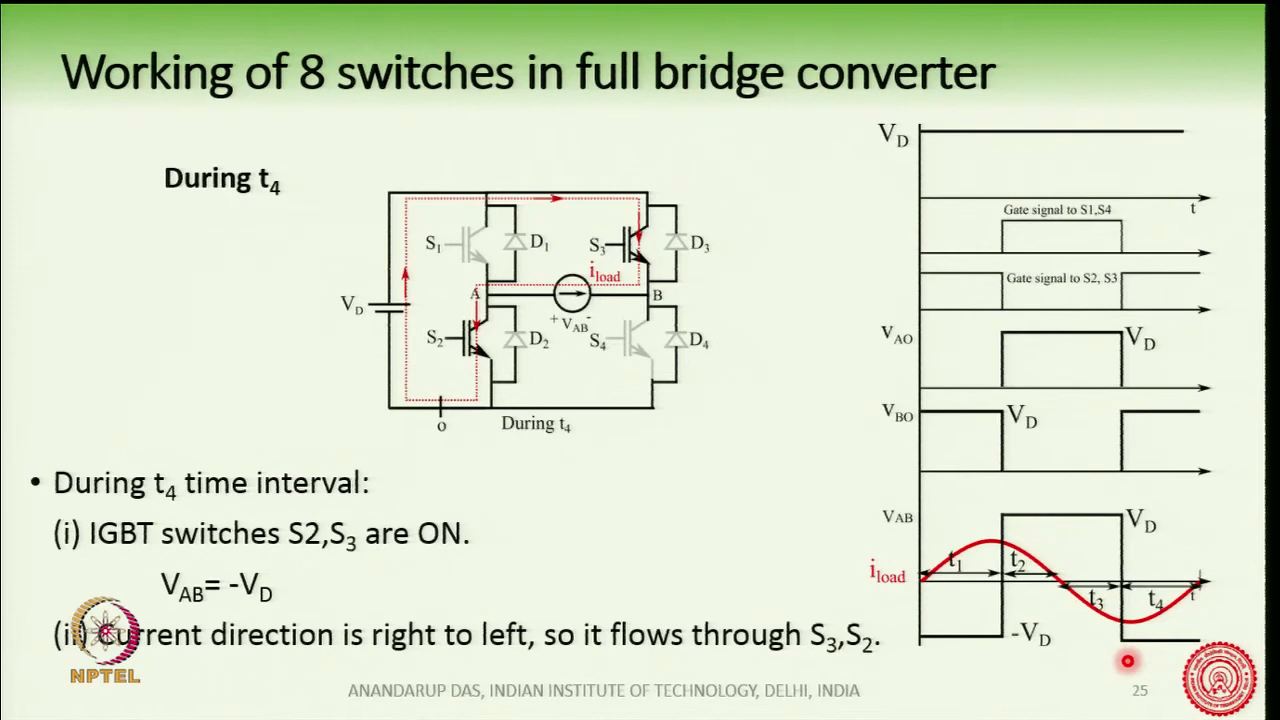 Working of 8 switches in full bridge converter
During t4
VD
S1
D1
S3
D3
iload
A
B
+ VAB -
S2
D2
S4
D4
o
During t4
VD
t
Gate signal to S1,S4
Gate signal to S2, S3
VAO
VD
VBO
VD
VAB
VD
iload
t1
t2
t3
t4
t
-VD
• During t4 time interval:
(i) IGBT switches S2,S3 are ON.
VAB= -VD
(ii) Current direction is right to left, so it flows through S3,S2.
NPTEL
ANANDARUP DAS, INDIAN INSTITUTE OF TECHNOLOGY, DELHI, INDIA
25